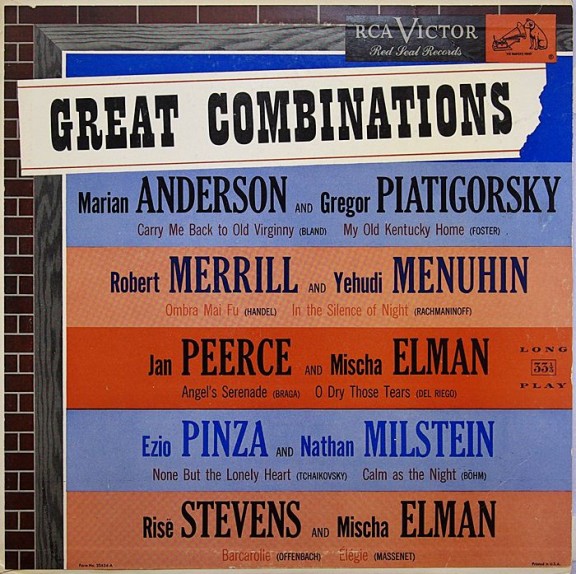 RCA VICTOR
Red Seal Records
GREAT COMBINATIONS
Marian ANDERSON AND Gregor PIATIGORSKY
Carry Me Back to Old Virginny (BLAND) My Old Kentucky Home (FOSTER)
Robert MERRILL AND Yehudi MENUHIN
Ombra Mai Fu (HANDEL) In the Silence of Night (RACHMANINOFF)
Jan PEERCE AND Mischa ELMAN
Angel's Serenade (BRAGA) O Dry Those Tears (DEL RIEGO)
LONG
33⅓
PLAY
Ezio PINZA AND Nathan MILSTEIN
None But the Lonely Heart (TCHAIKOVSKY) Calm as the Night (BÖHM)
Risë STEVENS AND Mischa ELMAN
Barcarolle (OFFENBACH) Élégie (MASSENET)
Printed in U.S.A.